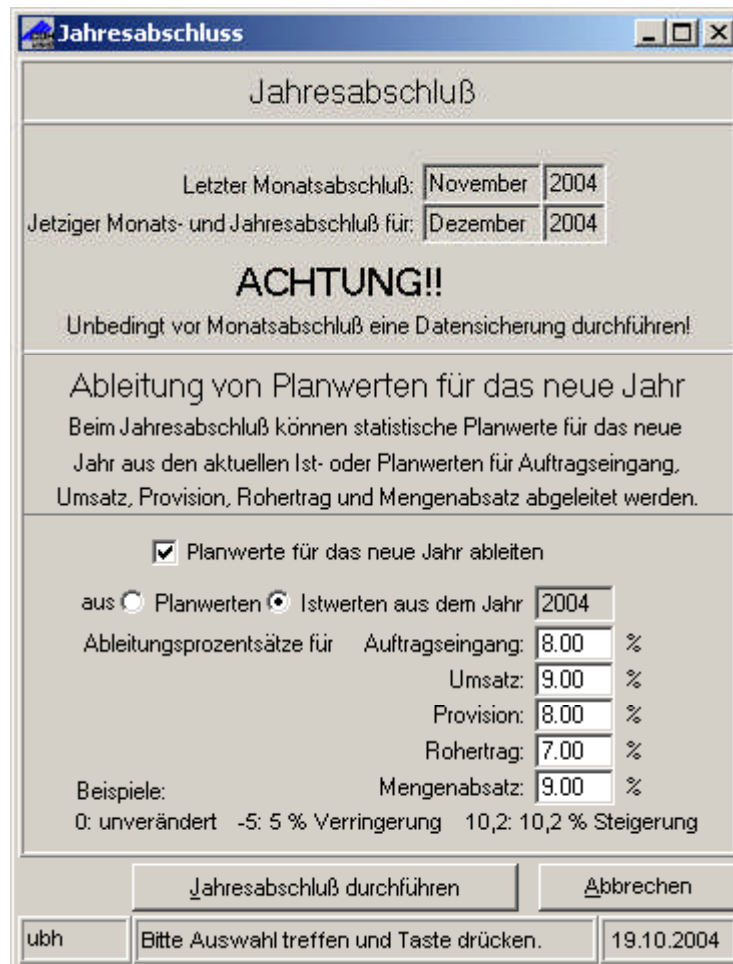 Jahresabschluss
Jahresabschluß
Letzter Monatsabschluß: November 2004
Jetziger Monats- und Jahresabschluß für: Dezember 2004
ACHTUNG!!
Unbedingt vor Monatsabschluß eine Datensicherung durchführen!
Ableitung von Planwerten für das neue Jahr
Beim Jahresabschluß können statistische Planwerte für das neue
Jahr aus den aktuellen Ist- oder Planwerten für Auftragseingang,
Umsatz, Provision, Rohertrag und Mengenabsatz abgeleitet werden.
Planwerte für das neue Jahr ableiten
aus Planwerten Istwerten aus dem Jahr 2004
Ableitungsprozentsätze für Auftragseingang: 8.00 %
Umsatz: 9.00 %
Provision: 8.00 %
Rohertrag: 7.00 %
Beispiele: Mengenabsatz: 9.00 %
0: unverändert -5: 5 % Verringerung 10,2: 10,2 % Steigerung
Jahresabschluß durchführen Abbrechen
ubh Bitte Auswahl treffen und Taste drücken. 19.10.2004